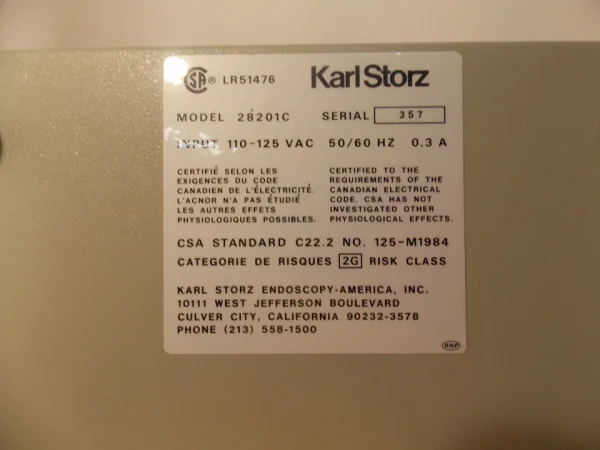 SA ® LR51476 Karl Storz
MODEL 28201C SERIAL 357
INPUT 110-125 VAC 50/60 HZ 0.3 A
CERTIFIÉ SELON LES
EXIGENCES DU CODE
CANADIEN DE L'ÉLECTRICITÉ.
L'ACNOR N'A PAS ÉTUDIÉ
LES AUTRES EFFETS
PHYSIOLOGIQUES POSSIBLES.
CERTIFIED TO THE
REQUIREMENTS OF THE
CANADIAN ELECTRICAL
CODE. CSA HAS NOT
INVESTIGATED OTHER
PHYSIOLOGICAL EFFECTS.
CSA STANDARD C22.2 NO. 125-M1984
CATEGORIE DE RISQUES 2G RISK CLASS
KARL STORZ ENDOSCOPY-AMERICA, INC.
10111 WEST JEFFERSON BOULEVARD
CULVER CITY, CALIFORNIA 90232-3578
PHONE (213) 558-1500
RNP